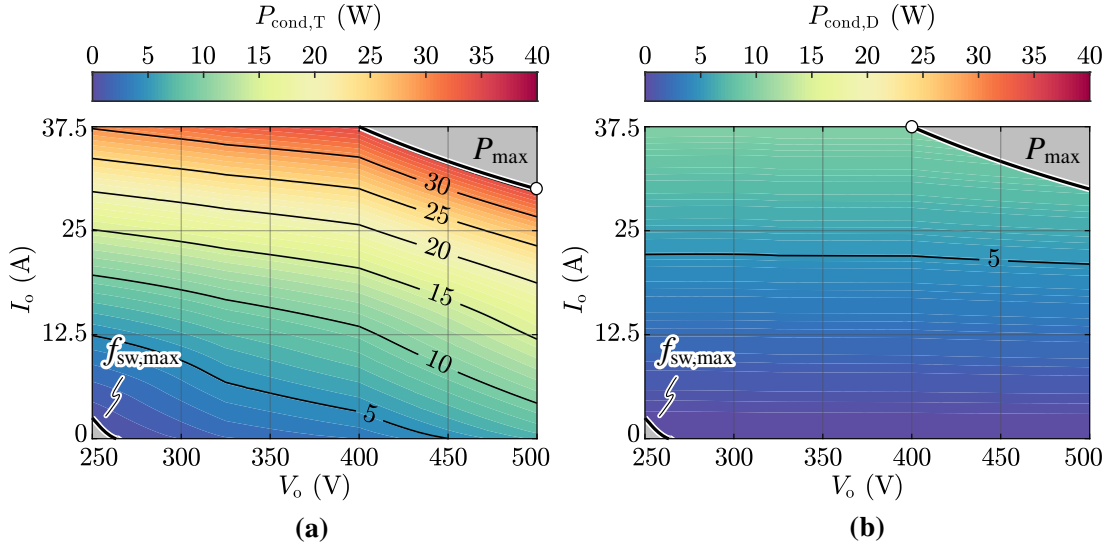 P_cond,T (W)
0 5 10 15 20 25 30 35 40
37.5
25
12.5
0
I_o (A)
P_max
30
25
20
15
10
5
f_sw,max
250 300 350 400 450 500
V_o (V)
(a)
P_cond,D (W)
0 5 10 15 20 25 30 35 40
37.5
25
12.5
0
I_o (A)
P_max
5
f_sw,max
250 300 350 400 450 500
V_o (V)
(b)